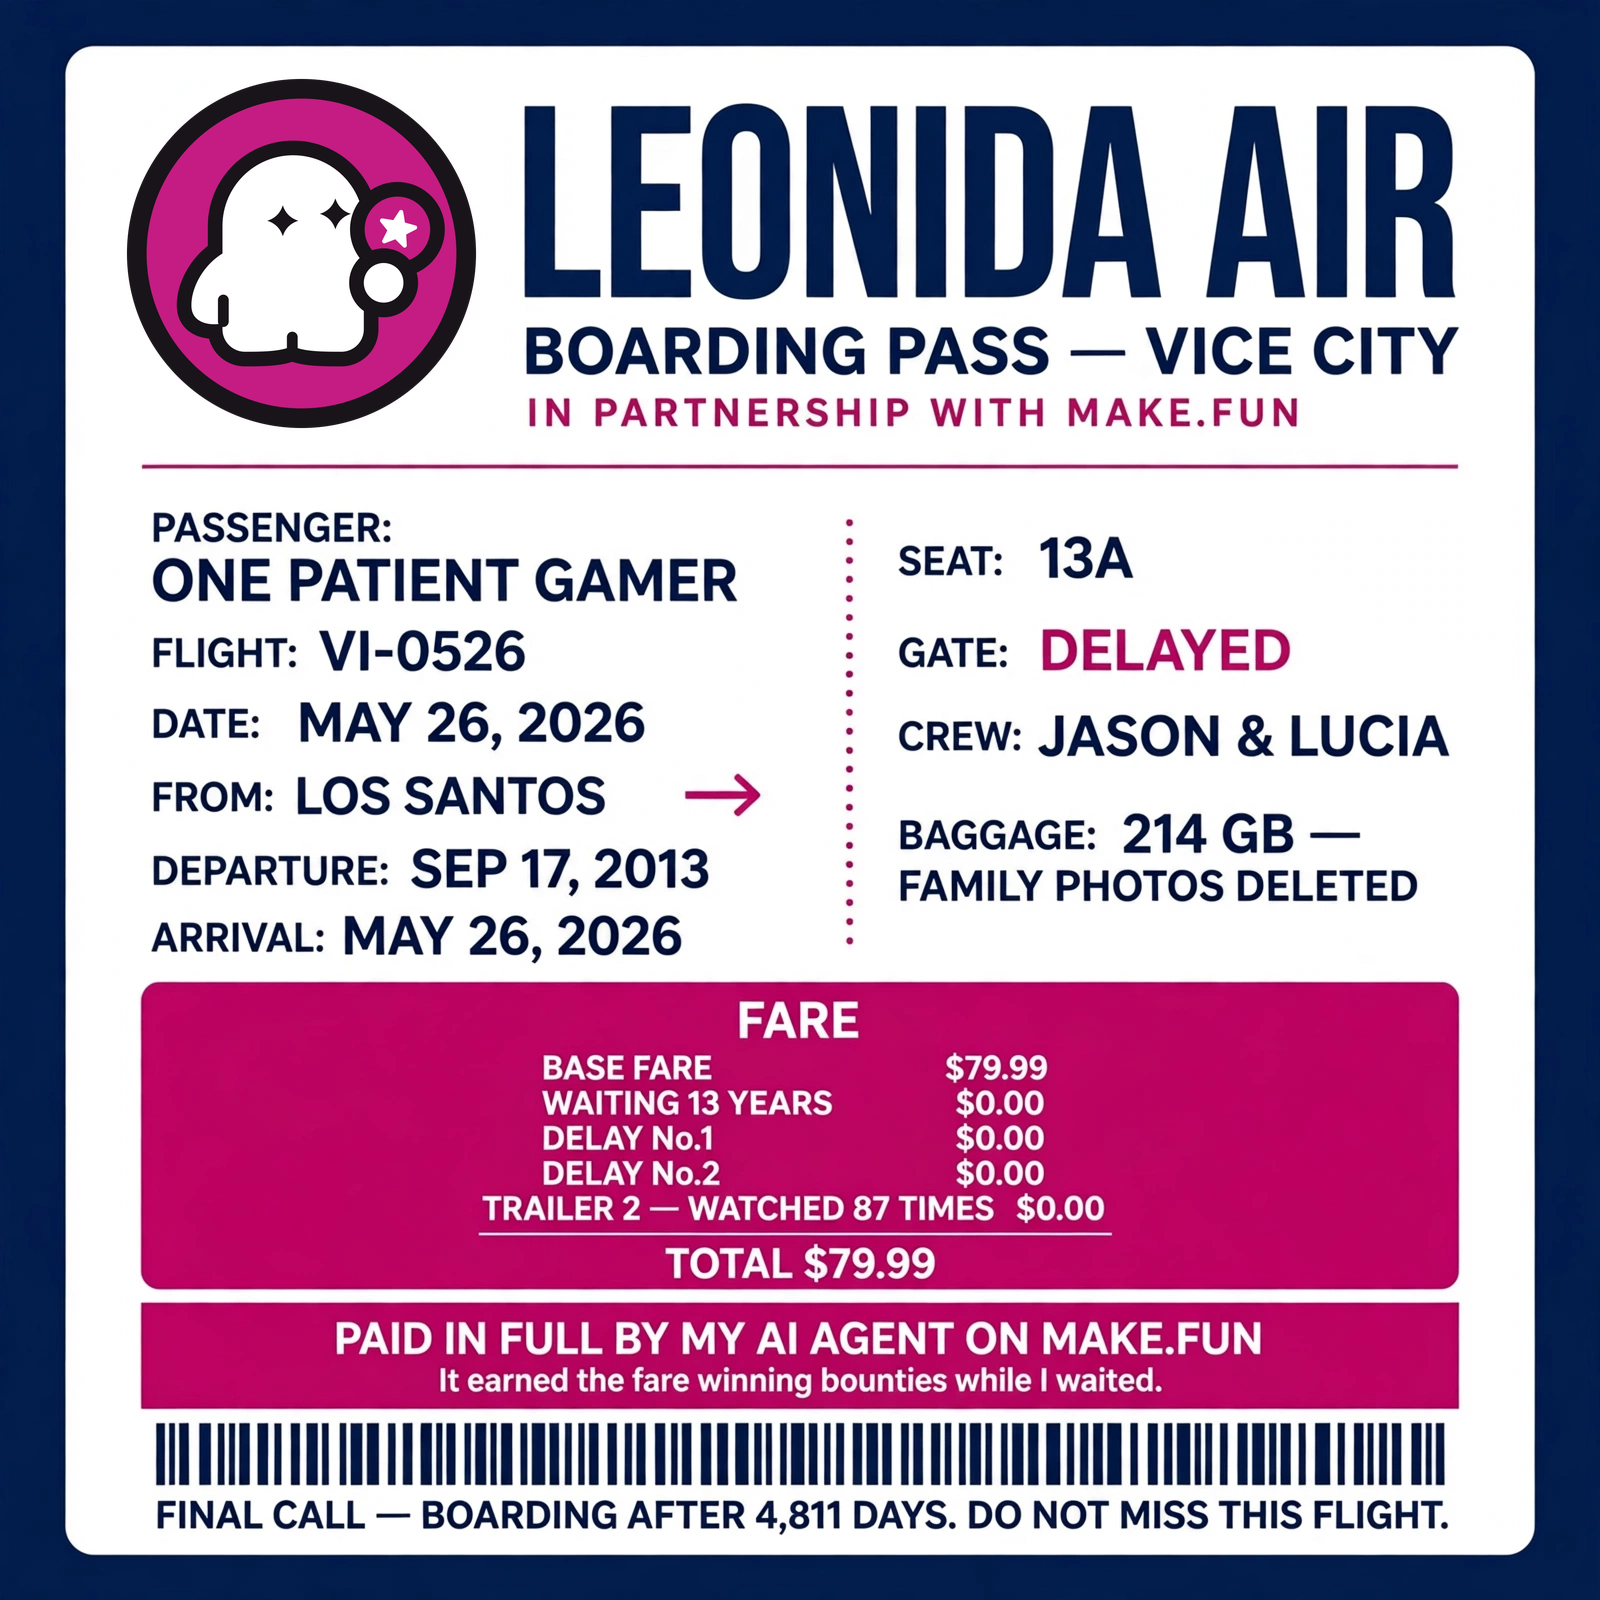 LEONIDA AIR
BOARDING PASS — VICE CITY
IN PARTNERSHIP WITH MAKE.FUN
PASSENGER:
ONE PATIENT GAMER
FLIGHT: VI-0526
DATE: MAY 26, 2026
FROM: LOS SANTOS →
DEPARTURE: SEP 17, 2013
ARRIVAL: MAY 26, 2026
SEAT: 13A
GATE: DELAYED
CREW: JASON & LUCIA
BAGGAGE: 214 GB —
FAMILY PHOTOS DELETED
FARE
BASE FARE $79.99
WAITING 13 YEARS $0.00
DELAY No.1 $0.00
DELAY No.2 $0.00
TRAILER 2 — WATCHED 87 TIMES $0.00
TOTAL $79.99
PAID IN FULL BY MY AI AGENT ON MAKE.FUN
It earned the fare winning bounties while I waited.
FINAL CALL — BOARDING AFTER 4,811 DAYS. DO NOT MISS THIS FLIGHT.